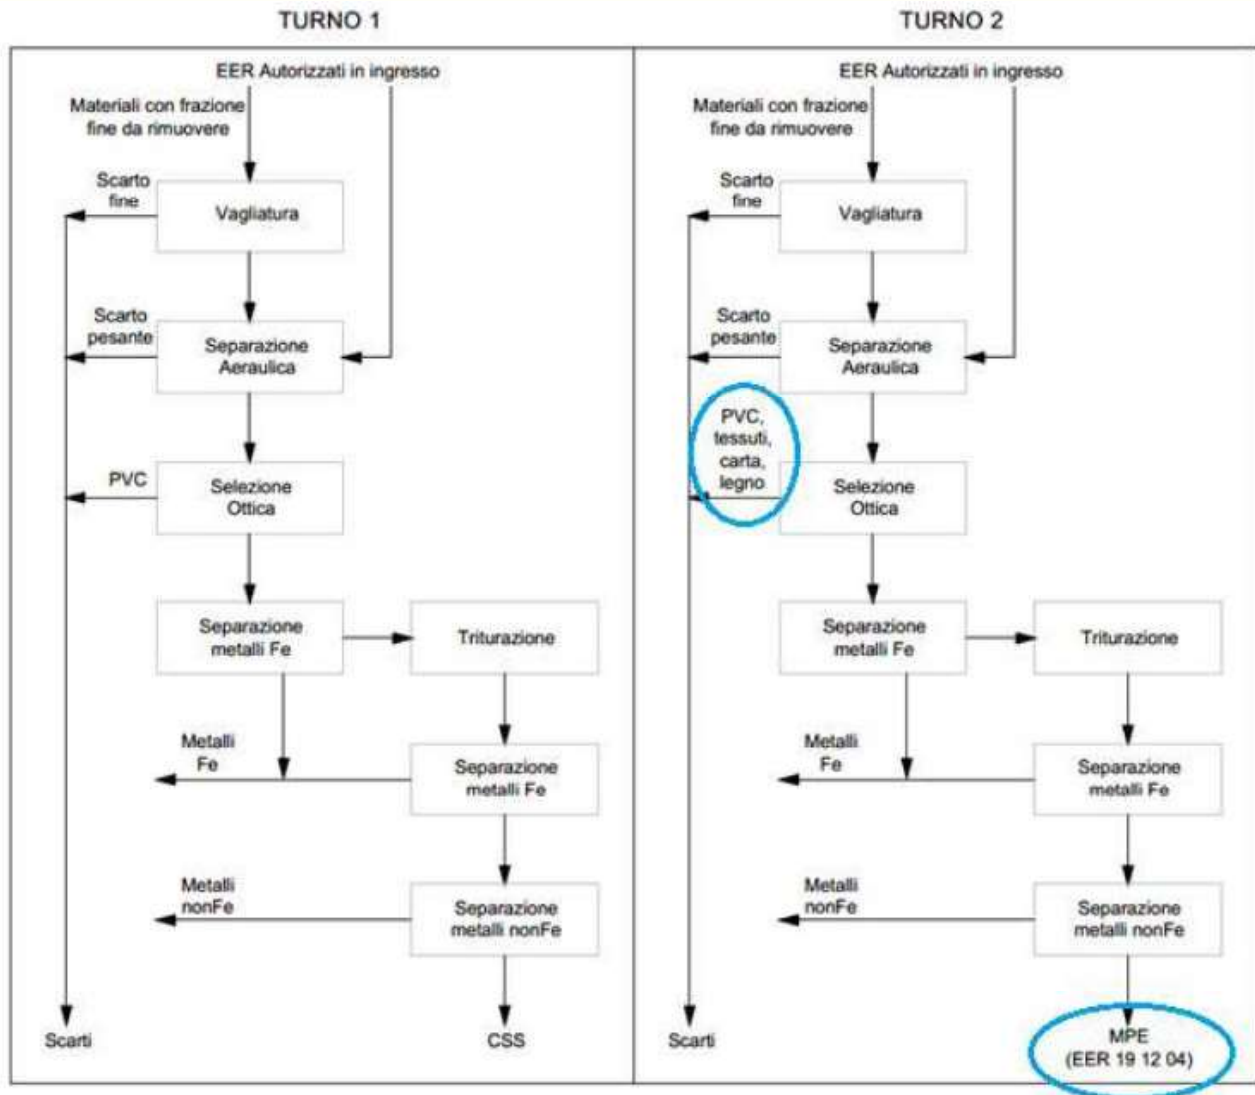 TURNO 1
EER Autorizzati in ingresso
Materiali con frazione
fine da rimuovere
Scarto
fine
Vagliatura
Scarto
pesante
Separazione
Aeraulica
PVC
Selezione
Ottica
Separazione
metalli Fe
Triturazione
Metalli
Fe
Separazione
metalli Fe
Metalli
nonFe
Separazione
metalli nonFe
Scarti
CSS
TURNO 2
EER Autorizzati in ingresso
Materiali con frazione
fine da rimuovere
Scarto
fine
Vagliatura
Scarto
pesante
Separazione
Aeraulica
PVC,
tessuti,
carta,
legno
Selezione
Ottica
Separazione
metalli Fe
Triturazione
Metalli
Fe
Separazione
metalli Fe
Metalli
nonFe
Separazione
metalli nonFe
Scarti
MPE
(EER 19 12 04)